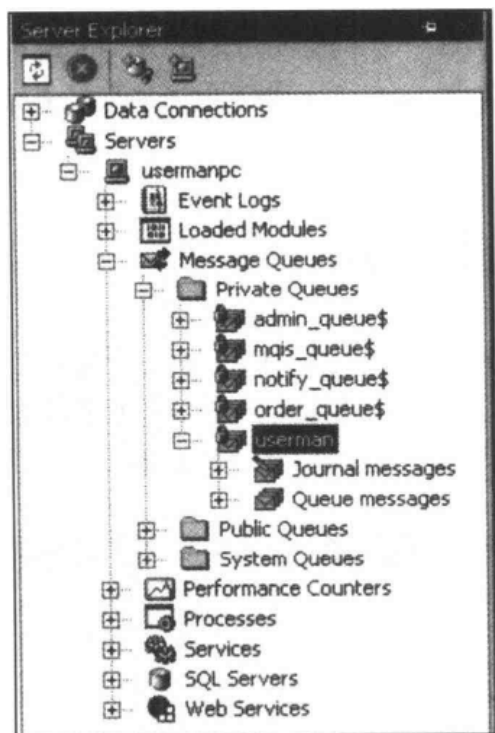 Server Explorer
Data Connections
Servers
usermanpc
Event Logs
Loaded Modules
Message Queues
Private Queues
admin_queue$
mqis_queue$
notify_queue$
order_queue$
userman
Journal messages
Queue messages
Public Queues
System Queues
Performance Counters
Processes
Services
SQL Servers
Web Services